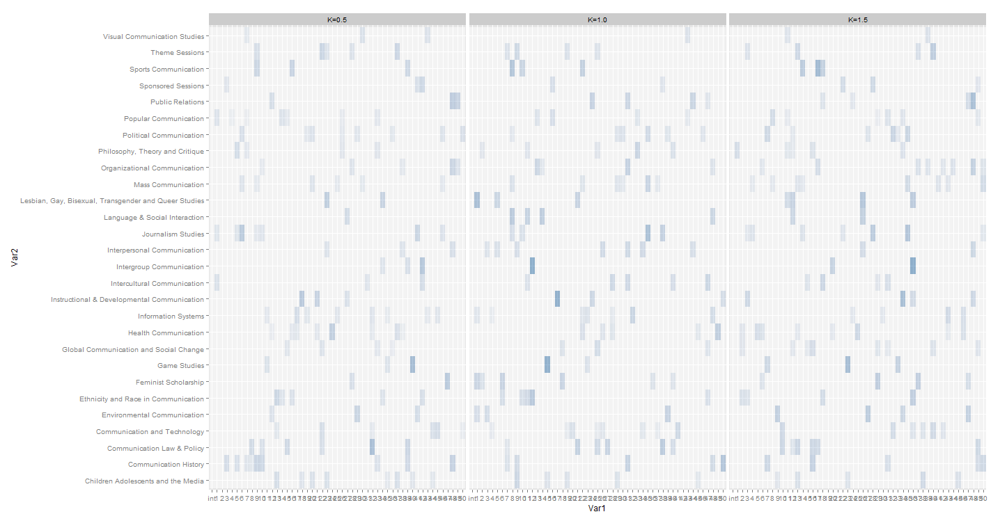 K=0.5
K=1.0
K=1.5
Visual Communication Studies
Theme Sessions
Sports Communication
Sponsored Sessions
Public Relations
Popular Communication
Political Communication
Philosophy, Theory and Critique
Organizational Communication
Mass Communication
Lesbian, Gay, Bisexual, Transgender and Queer Studies
Language & Social Interaction
Journalism Studies
Interpersonal Communication
Intergroup Communication
Intercultural Communication
Instructional & Developmental Communication
Information Systems
Health Communication
Global Communication and Social Change
Game Studies
Feminist Scholarship
Ethnicity and Race in Communication
Environmental Communication
Communication and Technology
Communication Law & Policy
Communication History
Children Adolescents and the Media
Var2
Var1